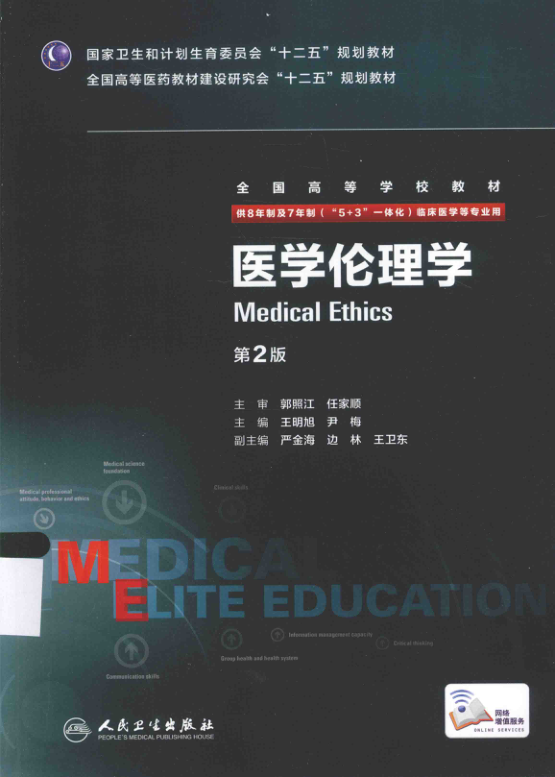 国家卫生和计划生育委员会“十二五”规划教材
全国高等医药教材建设研究会“十二五”规划教材
全国高等学校教材
供8年制及7年制（“5+3”一体化）临床医学等专业用
医学伦理学
Medical Ethics
第2版
主 审 郭照江 任家顺
主 编 王明旭 尹 梅
副主编 严金海 边 林 王卫东
Medical science
foundation
Medical professional
attitude, behavior and ethics
Clinical skills
MEDICAL
ELITE EDUCATION
Information management capacity
Critical thinking
Group health and health system
Communication skills
人民卫生出版社
PEOPLE'S MEDICAL PUBLISHING HOUSE
网络
增值服务
ONLINE SERVICES